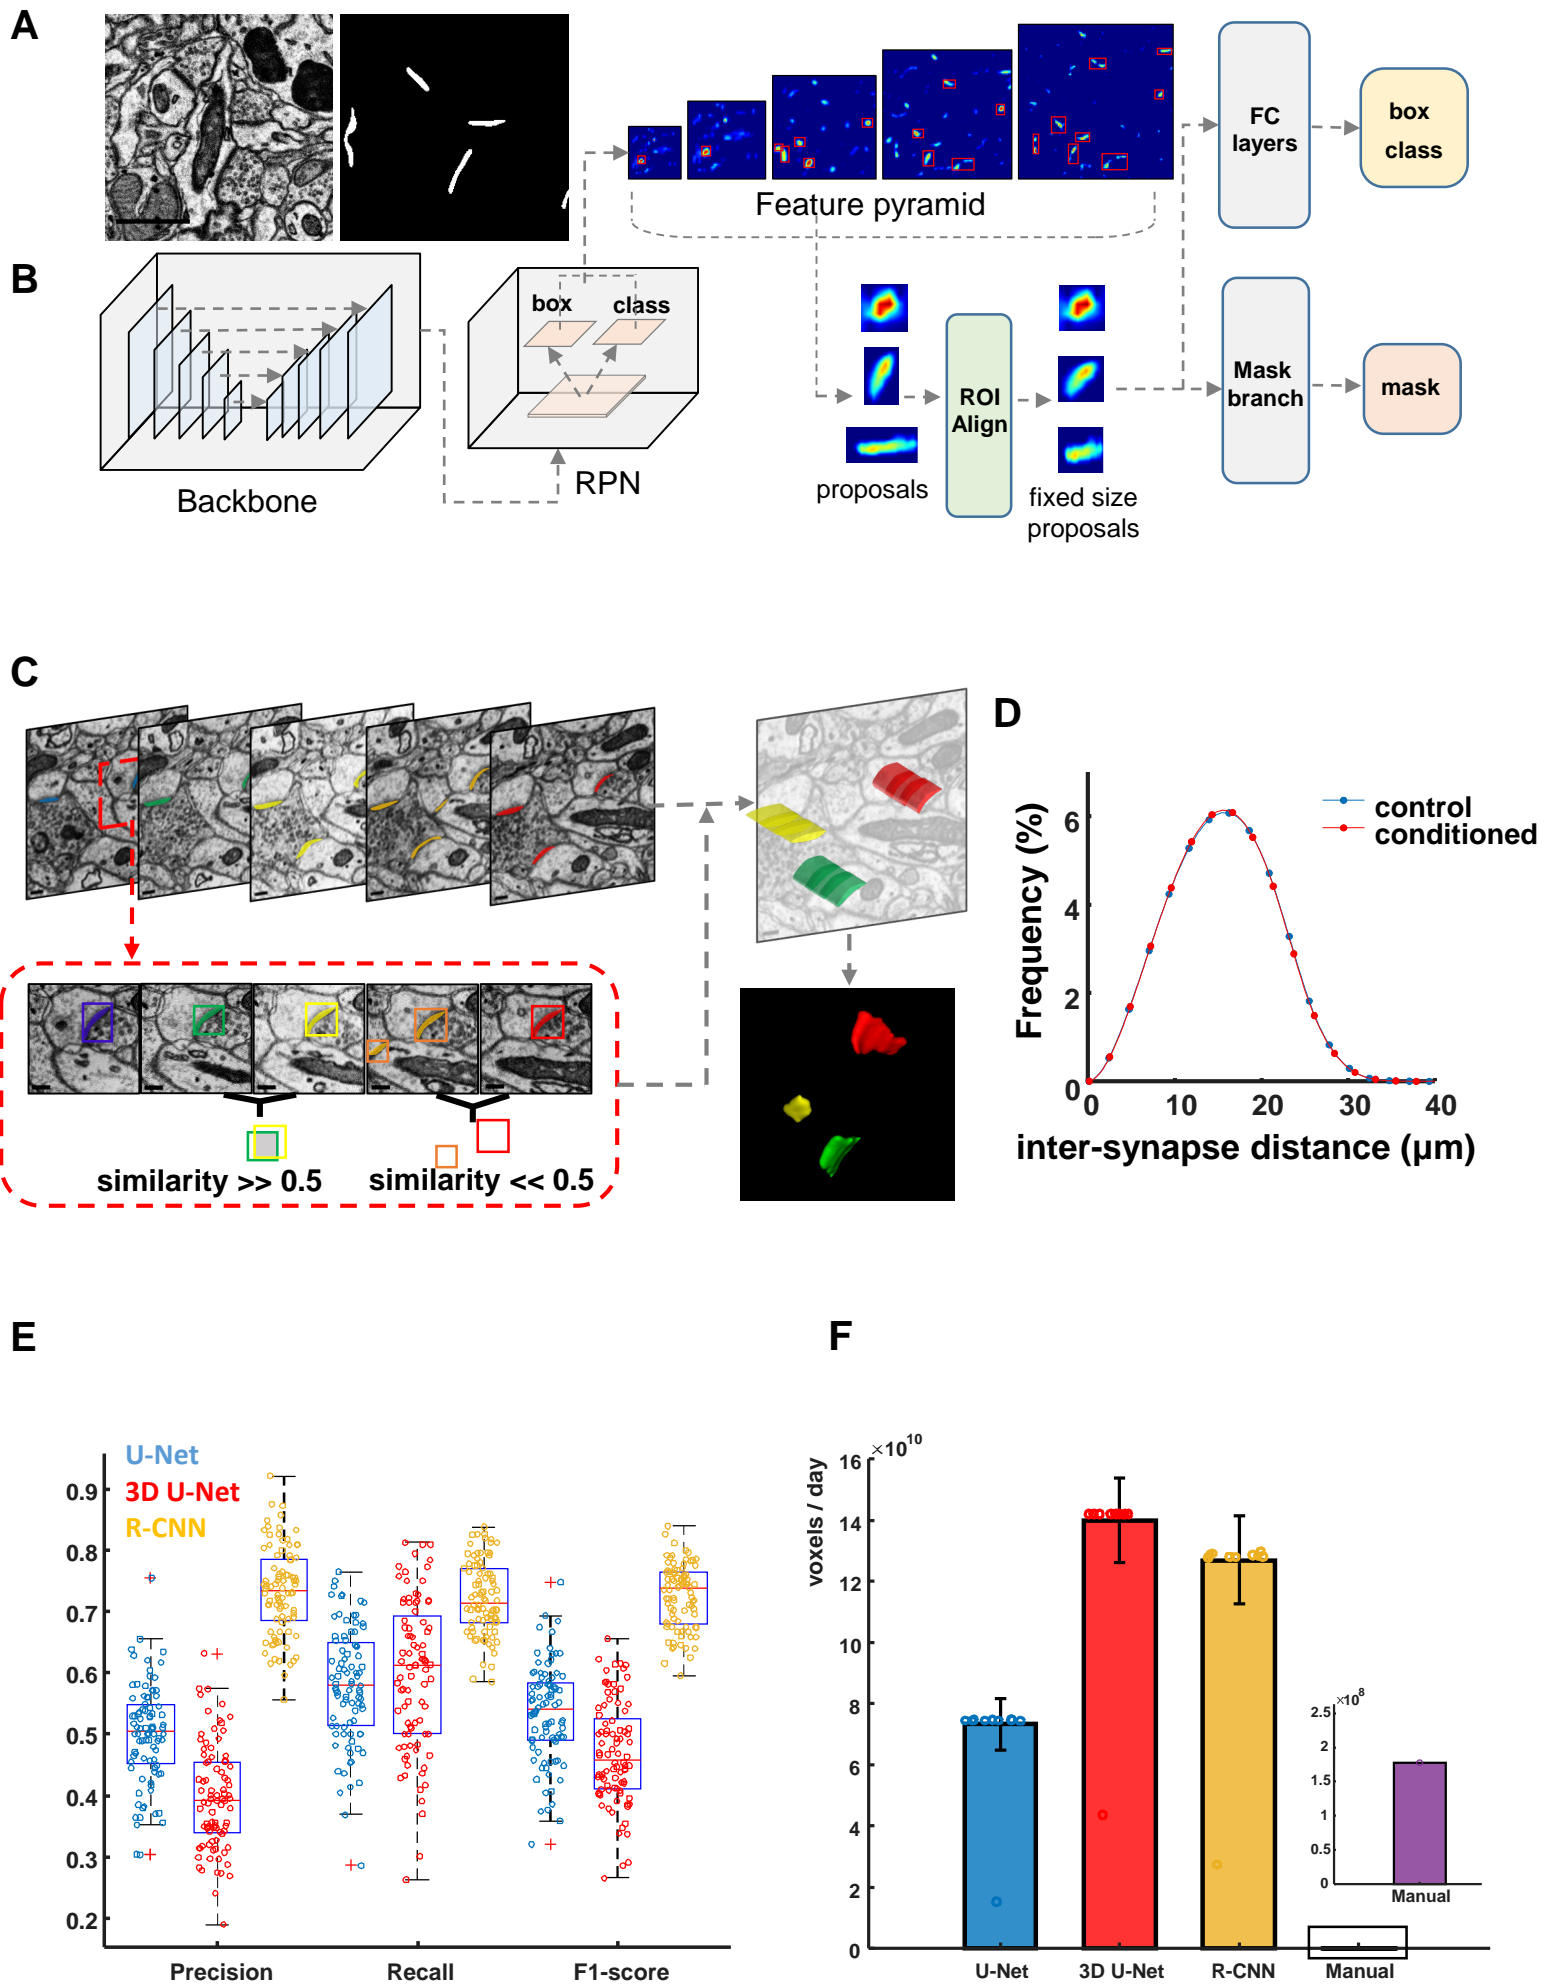 A
Feature pyramid
FC
layers
box
class
B
box
class
Backbone
RPN
proposals
ROI
Align
fixed size
proposals
Mask
branch
mask
C
similarity >> 0.5
similarity << 0.5
D
Frequency (%)
6
4
2
0
0 10 20 30 40
inter-synapse distance (μm)
control
conditioned
E
U-Net
3D U-Net
R-CNN
0.9
0.8
0.7
0.6
0.5
0.4
0.3
0.2
Precision Recall F1-score
F
voxels / day
×10^10
16
14
12
10
8
6
4
2
0
U-Net 3D U-Net R-CNN Manual
×10^8
2.5
2
1.5
1
0.5
0
Manual